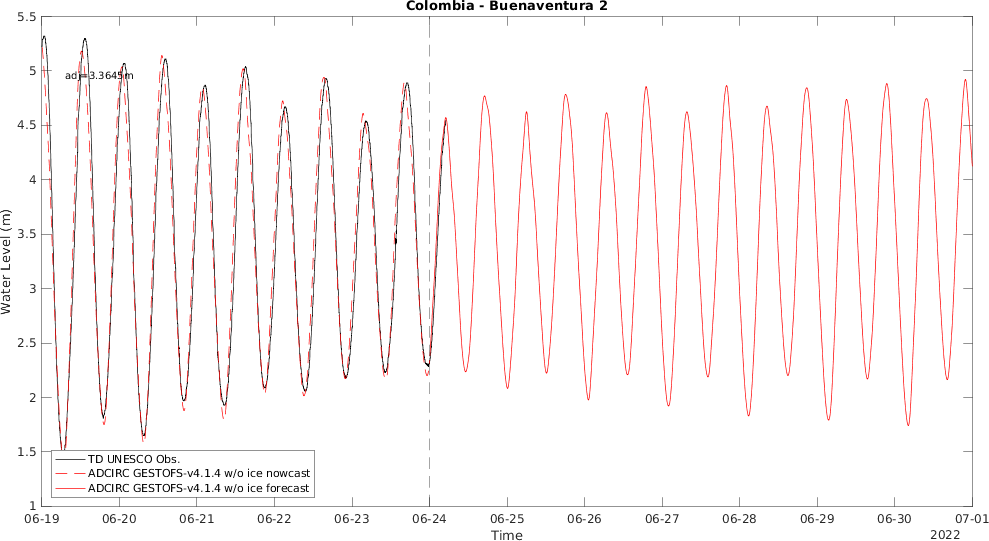 Colombia - Buenaventura 2
5.5
5
4.5
4
3.5
3
2.5
2
1.5
1
Water Level (m)
adj=3.3645m
TD UNESCO Obs.
ADCIRC GESTOFS-v4.1.4 w/o ice nowcast
ADCIRC GESTOFS-v4.1.4 w/o ice forecast
06-19 06-20 06-21 06-22 06-23 06-24 06-25 06-26 06-27 06-28 06-29 06-30 07-01
Time
2022